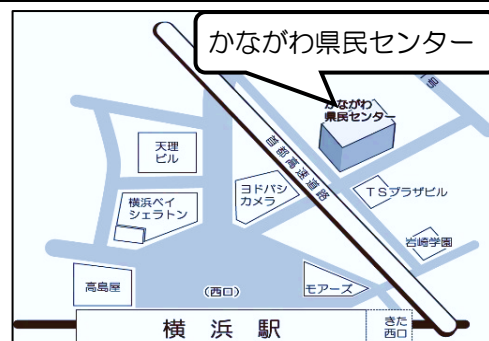 かながわ県民センター
号
かながわ
県民センター
天理
ビル
首都高速道路
横浜ベイ
シェラトン
ヨドバシ
カメラ
TSプラザビル
岩崎学園
高島屋
(西口)
モアーズ
横浜駅
きた
西口